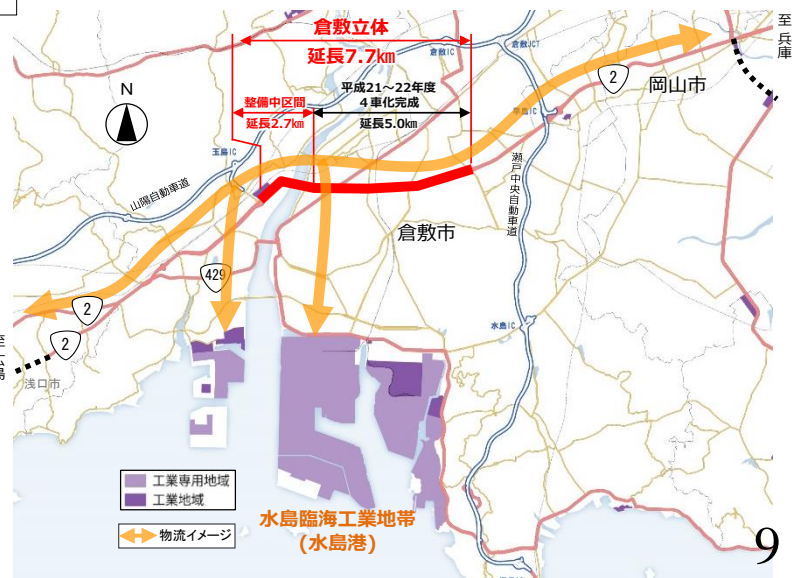 倉敷立体
延長7.7㎞
至 兵庫
倉敷IC
倉敷JCT
2
岡山市
N
整備中区間
延長2.7㎞
平成21～22年度
４車化完成
延長5.0㎞
早島IC
玉島IC
山陽自動車道
瀬戸中央自動車道
倉敷市
429
2
2
水島IC
浅口市
工業専用地域
工業地域
物流イメージ
水島臨海工業地帯
(水島港)
9